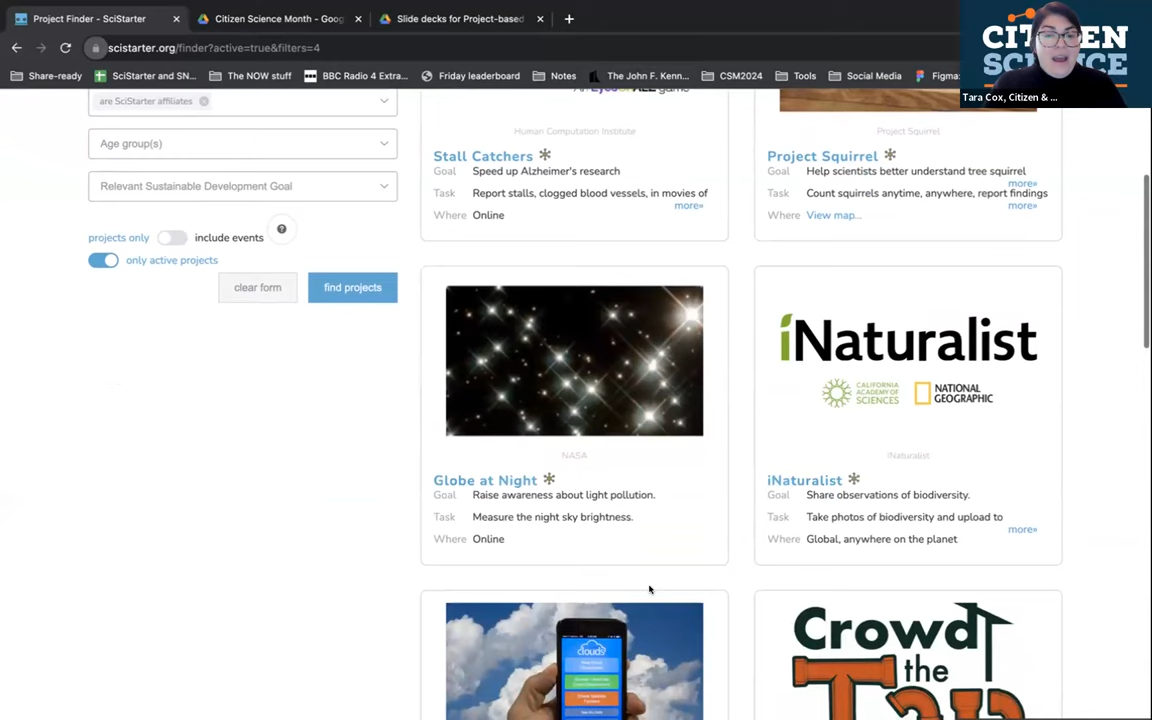 Project Finder - SciStarter
Citizen Science Month - Goog
Slide decks for Project-based
scistarter.org/finder?active=true&filters=4
Share-ready
SciStarter and SN...
The NOW stuff
BBC Radio 4 Extra...
Friday leaderboard
Notes
The John F. Kenn...
CSM2024
Tools
Social Media
Figma:
CITIZEN
SCIENCE
Tara Cox, Citizen & ...
are SciStarter affiliates
Age group(s)
Relevant Sustainable Development Goal
projects only
include events
?
only active projects
clear form
find projects
Human Computation Institute
Stall Catchers
Goal Speed up Alzheimer's research
Task Report stalls, clogged blood vessels, in movies of
more»
Where Online
Project Squirrel
Project Squirrel
Goal Help scientists better understand tree squirrel
more»
Task Count squirrels anytime, anywhere, report findings
more»
Where View map...
NASA
Globe at Night
Goal Raise awareness about light pollution.
Task Measure the night sky brightness.
Where Online
iNaturalist
CALIFORNIA
ACADEMY OF
SCIENCES
NATIONAL
GEOGRAPHIC
iNaturalist
iNaturalist
Goal Share observations of biodiversity.
Task Take photos of biodiversity and upload to
more»
Where Global, anywhere on the planet
clouds
Crowd
the
Tap